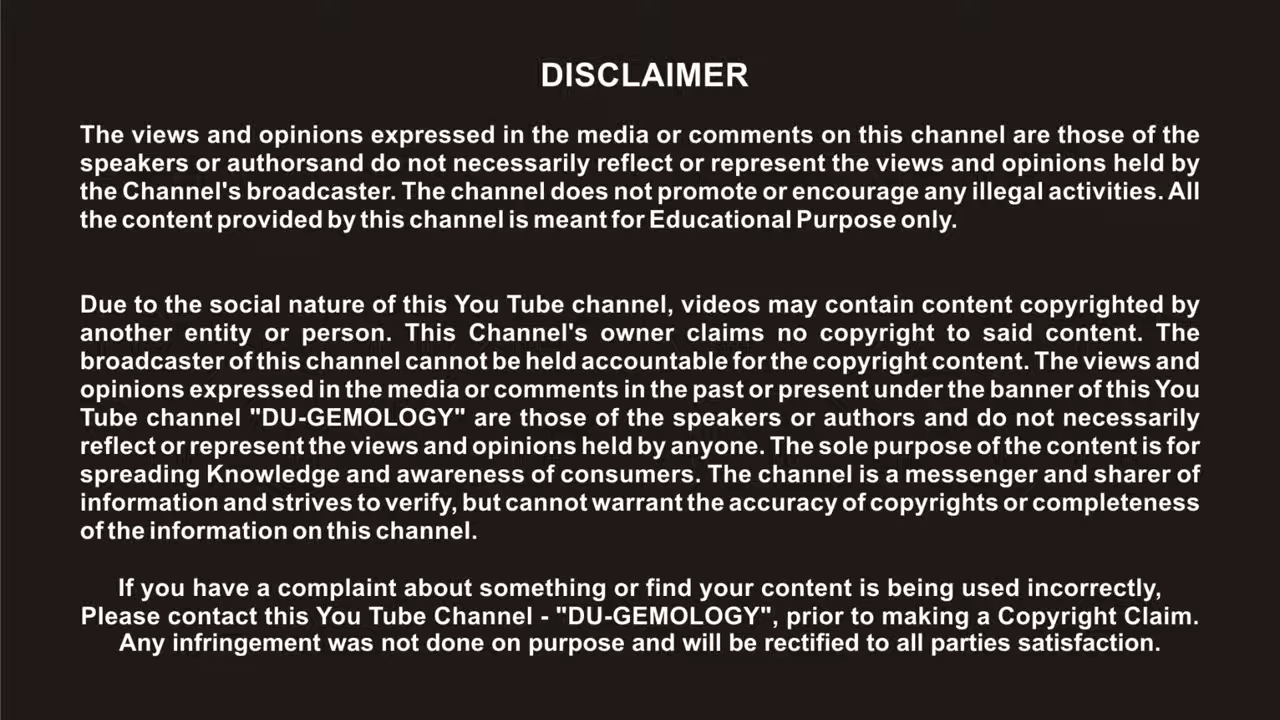 DISCLAIMER
The views and opinions expressed in the media or comments on this channel are those of the
speakers or authorsand do not necessarily reflect or represent the views and opinions held by
the Channel's broadcaster. The channel does not promote or encourage any illegal activities. All
the content provided by this channel is meant for Educational Purpose only.
Due to the social nature of this You Tube channel, videos may contain content copyrighted by
another entity or person. This Channel's owner claims no copyright to said content. The
broadcaster of this channel cannot be held accountable for the copyright content. The views and
opinions expressed in the media or comments in the past or present under the banner of this You
Tube channel "DU-GEMOLOGY" are those of the speakers or authors and do not necessarily
reflect or represent the views and opinions held by anyone. The sole purpose of the content is for
spreading Knowledge and awareness of consumers. The channel is a messenger and sharer of
information and strives to verify, but cannot warrant the accuracy of copyrights or completeness
of the information on this channel.
If you have a complaint about something or find your content is being used incorrectly,
Please contact this You Tube Channel - "DU-GEMOLOGY", prior to making a Copyright Claim.
Any infringement was not done on purpose and will be rectified to all parties satisfaction.